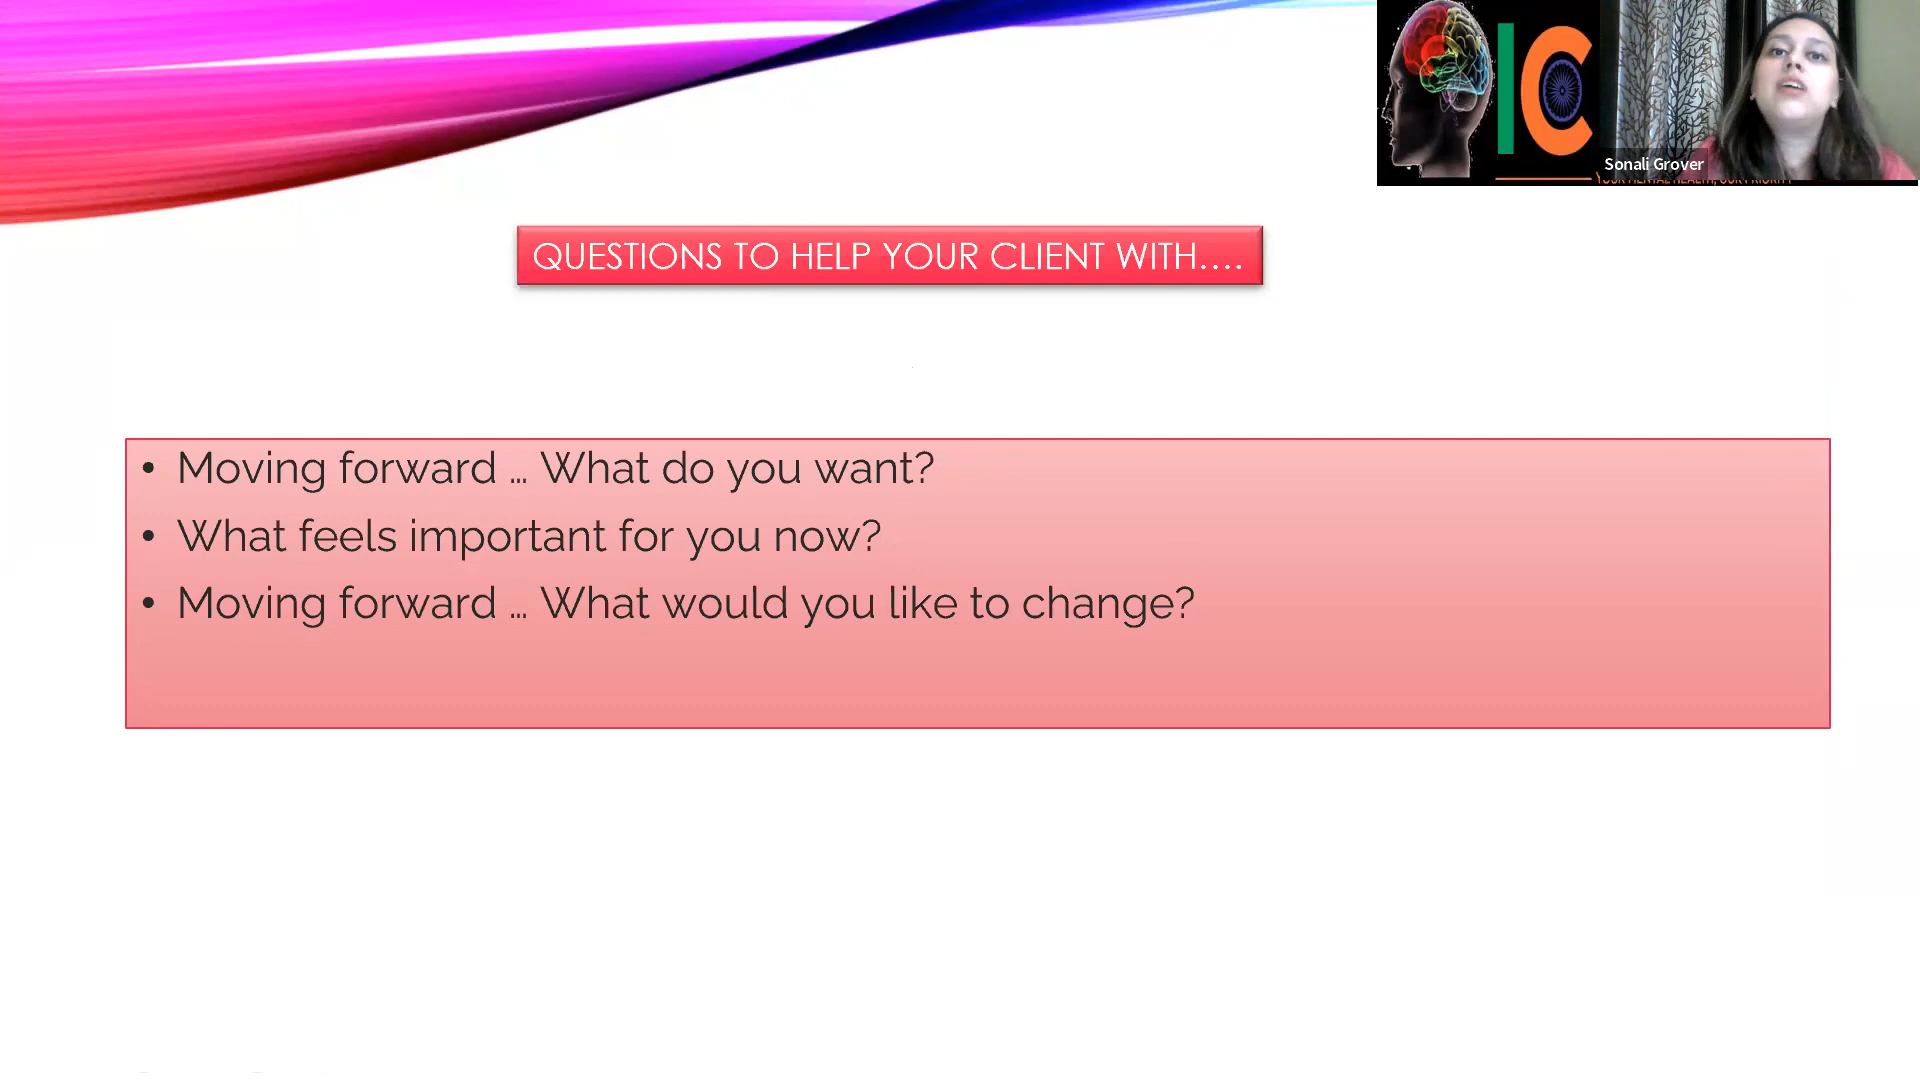 IC
Sonali Grover
QUESTIONS TO HELP YOUR CLIENT WITH....
• Moving forward ... What do you want?
• What feels important for you now?
• Moving forward ... What would you like to change?